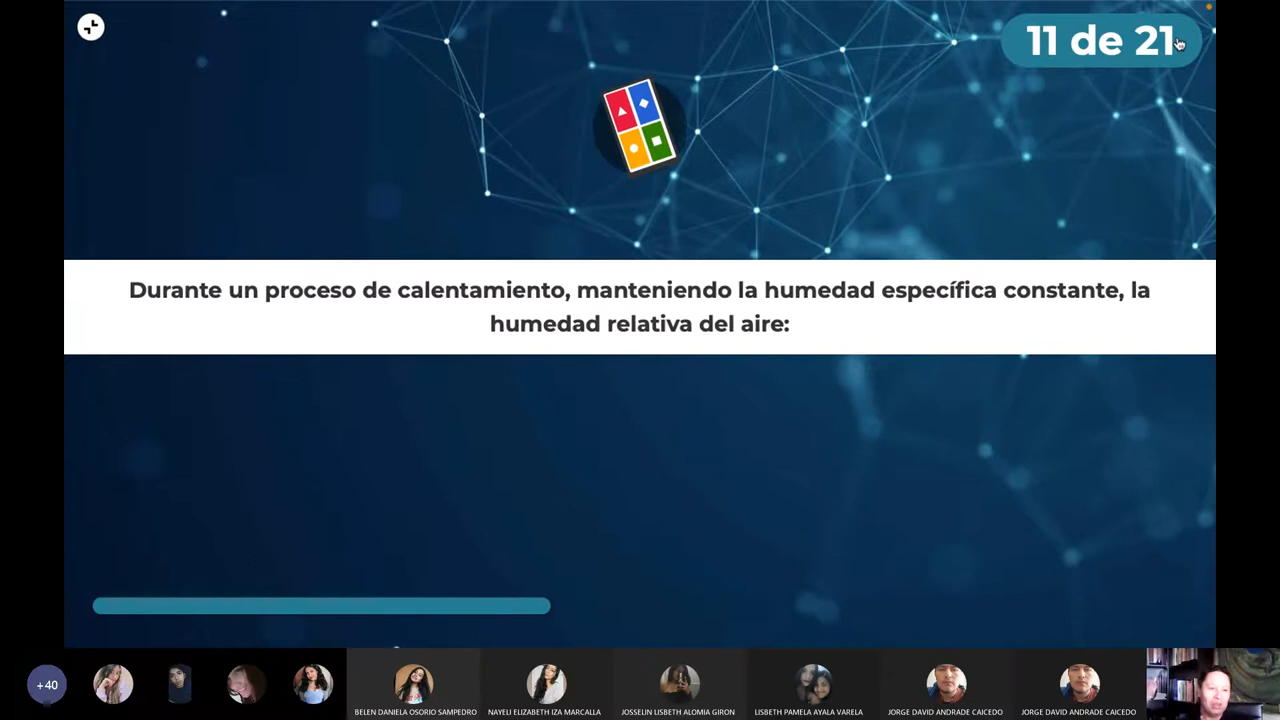 11 de 21
Durante un proceso de calentamiento, manteniendo la humedad específica constante, la
humedad relativa del aire:
+40
BELEN DANIELA OSORIO SAMPEDRO
NAYELI ELIZABETH IZA MARCALLA
JOSSELIN LISBETH ALOMIA GIRON
LISBETH PAMELA AYALA VARELA
JORGE DAVID ANDRADE CAICEDO
JORGE DAVID ANDRADE CAICEDO